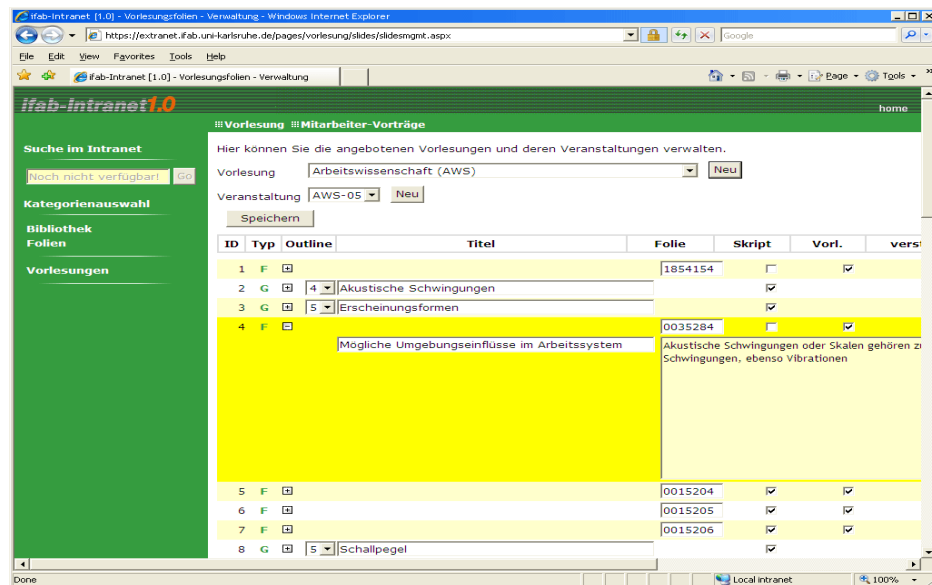 ifab-Intranet [1.0] - Vorlesungsfolien - Verwaltung - Windows Internet Explorer
https://extranet.ifab.uni-karlsruhe.de/pages/vorlesung/slides/slidesmgmt.aspx
Google
File Edit View Favorites Tools Help
ifab-Intranet [1.0] - Vorlesungsfolien - Verwaltung
Page Tools »
ifab-Intranet1.0
home
Vorlesung Mitarbeiter-Vorträge
Suche im Intranet
Noch nicht verfügbar! Go
Kategorienauswahl
Bibliothek
Folien
Vorlesungen
Hier können Sie die angebotenen Vorlesungen und deren Veranstaltungen verwalten.
Vorlesung Arbeitswissenschaft (AWS) Neu
Veranstaltung AWS-05 Neu
Speichern
ID Typ Outline Titel Folie Skript Vorl. vers
1 F 1854154
2 G 4 Akustische Schwingungen
3 G 5 Erscheinungsformen
4 F 0035284
Mögliche Umgebungseinflüsse im Arbeitssystem
Akustische Schwingungen oder Skalen gehören zu
Schwingungen, ebenso Vibrationen
5 F 0015204
6 F 0015205
7 F 0015206
8 G 5 Schallpegel
Done
Local intranet
100%